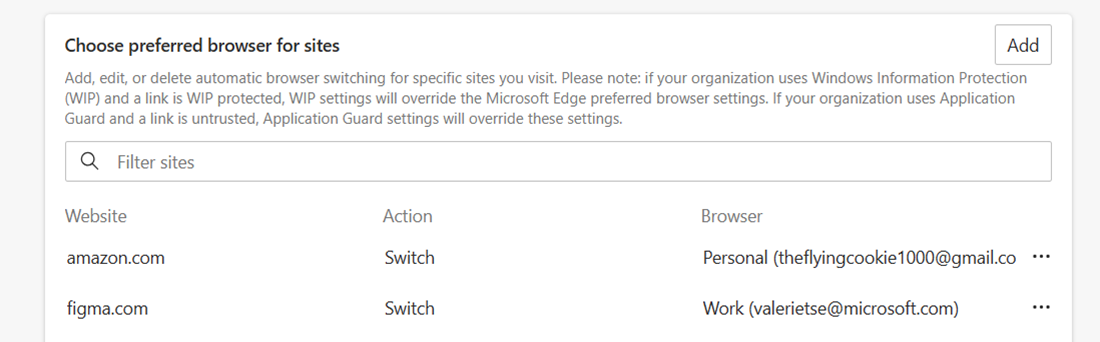 Choose preferred browser for sites
Add
Add, edit, or delete automatic browser switching for specific sites you visit. Please note: if your organization uses Windows Information Protection
(WIP) and a link is WIP protected, WIP settings will override the Microsoft Edge preferred browser settings. If your organization uses Application
Guard and a link is untrusted, Application Guard settings will override these settings.
Filter sites
Website Action Browser
amazon.com Switch Personal (theflyingcookie1000@gmail.co ...
figma.com Switch Work (valerietse@microsoft.com) ...